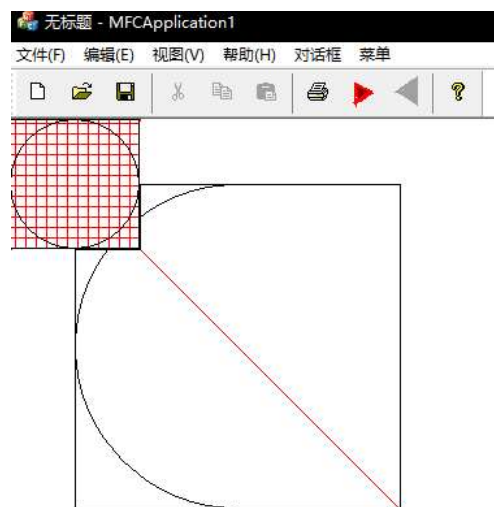 无标题 - MFCApplication1
文件(F) 编辑(E) 视图(V) 帮助(H) 对话框 菜单